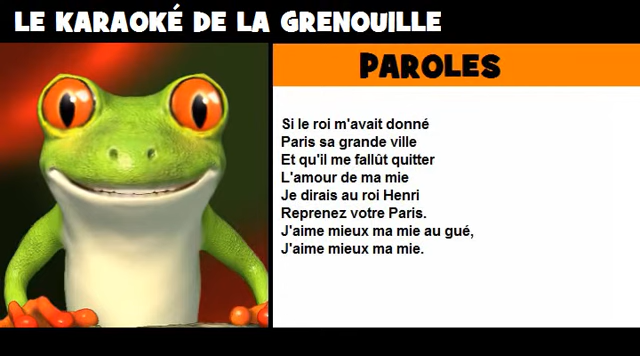 LE KARAOKÉ DE LA GRENOUILLE
PAROLES
Si le roi m'avait donné
Paris sa grande ville
Et qu'il me fallût quitter
L'amour de ma mie
Je dirais au roi Henri
Reprenez votre Paris.
J'aime mieux ma mie au gué,
J'aime mieux ma mie.